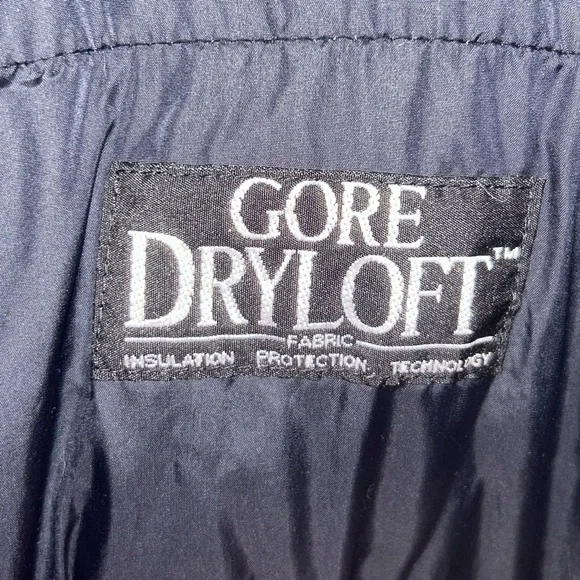 GORE
DRYLOFT™
FABRIC
INSULATION PROTECTION TECHNOLOGY